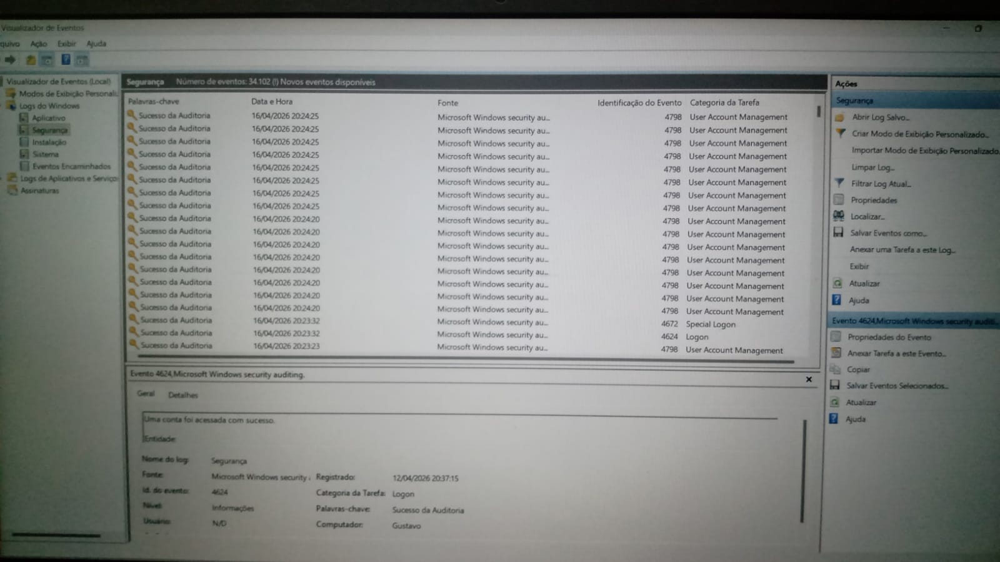 Visualizador de Eventos
quivo Ação Exibir Ajuda
Visualizador de Eventos (Local)
Modos de Exibição Personali
Logs do Windows
Aplicativo
Segurança
Instalação
Sistema
Eventos Encaminhados
Logs de Aplicativos e Serviço
Assinaturas
Segurança Número de eventos: 34.102 (!) Novos eventos disponíveis
Palavras-chave Data e Hora Fonte Identificação do Evento Categoria da Tarefa
Sucesso da Auditoria 16/04/2026 20:24:25 Microsoft Windows security au... 4798 User Account Management
Sucesso da Auditoria 16/04/2026 20:24:25 Microsoft Windows security au... 4798 User Account Management
Sucesso da Auditoria 16/04/2026 20:24:25 Microsoft Windows security au... 4798 User Account Management
Sucesso da Auditoria 16/04/2026 20:24:25 Microsoft Windows security au... 4798 User Account Management
Sucesso da Auditoria 16/04/2026 20:24:25 Microsoft Windows security au... 4798 User Account Management
Sucesso da Auditoria 16/04/2026 20:24:25 Microsoft Windows security au... 4798 User Account Management
Sucesso da Auditoria 16/04/2026 20:24:25 Microsoft Windows security au... 4798 User Account Management
Sucesso da Auditoria 16/04/2026 20:24:25 Microsoft Windows security au... 4798 User Account Management
Sucesso da Auditoria 16/04/2026 20:24:20 Microsoft Windows security au... 4798 User Account Management
Sucesso da Auditoria 16/04/2026 20:24:20 Microsoft Windows security au... 4798 User Account Management
Sucesso da Auditoria 16/04/2026 20:24:20 Microsoft Windows security au... 4798 User Account Management
Sucesso da Auditoria 16/04/2026 20:24:20 Microsoft Windows security au... 4798 User Account Management
Sucesso da Auditoria 16/04/2026 20:24:20 Microsoft Windows security au... 4798 User Account Management
Sucesso da Auditoria 16/04/2026 20:24:20 Microsoft Windows security au... 4798 User Account Management
Sucesso da Auditoria 16/04/2026 20:24:20 Microsoft Windows security au... 4798 User Account Management
Sucesso da Auditoria 16/04/2026 20:24:20 Microsoft Windows security au... 4798 User Account Management
Sucesso da Auditoria 16/04/2026 20:23:32 Microsoft Windows security au... 4672 Special Logon
Sucesso da Auditoria 16/04/2026 20:23:32 Microsoft Windows security au... 4624 Logon
Sucesso da Auditoria 16/04/2026 20:23:23 Microsoft Windows security au... 4798 User Account Management
Evento 4624, Microsoft Windows security auditing.
Geral Detalhes
Uma conta foi acessada com sucesso.
Entidade:
Nome do log: Segurança
Fonte: Microsoft Windows security Registrado: 12/04/2026 20:37:15
Id. do evento: 4624 Categoria da Tarefa: Logon
Nível: Informações Palavras-chave: Sucesso da Auditoria
Usuário: N/D Computador: Gustavo
Ações
Segurança
Abrir Log Salvo...
Criar Modo de Exibição Personalizado...
Importar Modo de Exibição Personalizado.
Limpar Log...
Filtrar Log Atual...
Propriedades
Localizar...
Salvar Eventos como...
Anexar uma Tarefa a este Log...
Exibir
Atualizar
Ajuda
Evento 4624, Microsoft Windows security auditi...
Propriedades do Evento
Anexar Tarefa a este Evento...
Copiar
Salvar Eventos Selecionados...
Atualizar
Ajuda